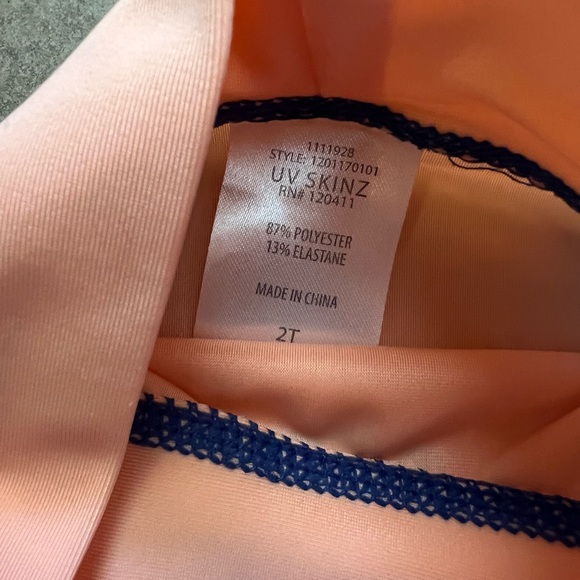 1111928
STYLE: 1201170101
UV SKINZ
RN# 120411
87% POLYESTER
13% ELASTANE
MADE IN CHINA
2T